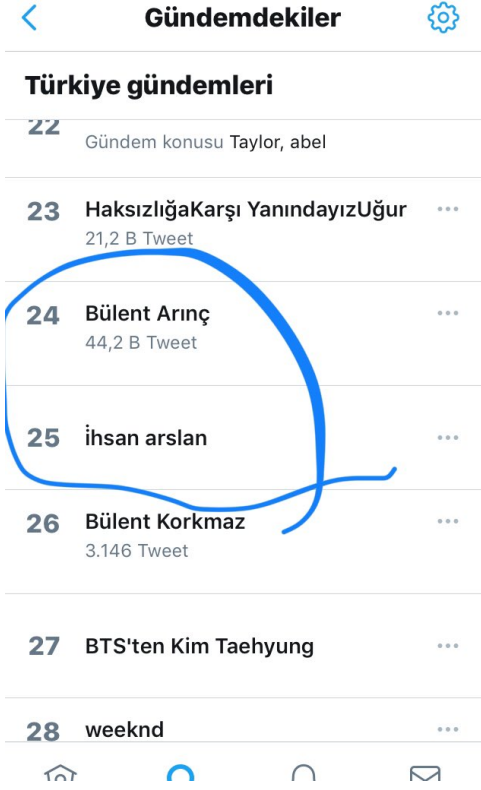 Gündemdekiler
Türkiye gündemleri
22
Gündem konusu Taylor, abel
23 HaksızlığaKarşı YanındayızUğur
21,2 B Tweet
24 Bülent Arınç
44,2 B Tweet
25 İhsan arslan
26 Bülent Korkmaz
3.146 Tweet
27 BTS'ten Kim Taehyung
28 weeknd